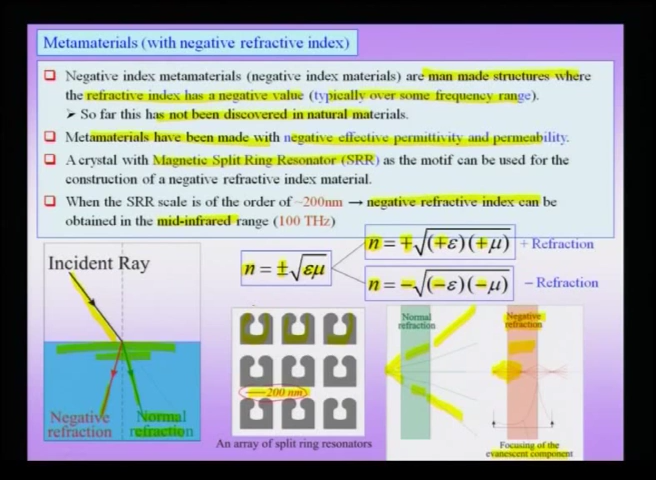 Metamaterials (with negative refractive index)
❑ Negative index metamaterials (negative index materials) are man made structures where
the refractive index has a negative value (typically over some frequency range).
➤ So far this has not been discovered in natural materials.
❑ Metamaterials have been made with negative effective permittivity and permeability.
❑ A crystal with Magnetic Split Ring Resonator (SRR) as the motif can be used for the
construction of a negative refractive index material.
❑ When the SRR scale is of the order of ~200nm → negative refractive index can be
obtained in the mid-infrared range (100 THz)
n = ±√εμ
n = +√(+ε)(+μ) + Refraction
n = −√(−ε)(−μ) − Refraction
Incident Ray
Negative
refraction
Normal
refraction
200 nm
An array of split ring resonators
Normal
refraction
Negative
refraction
Focusing of the
evanescent component